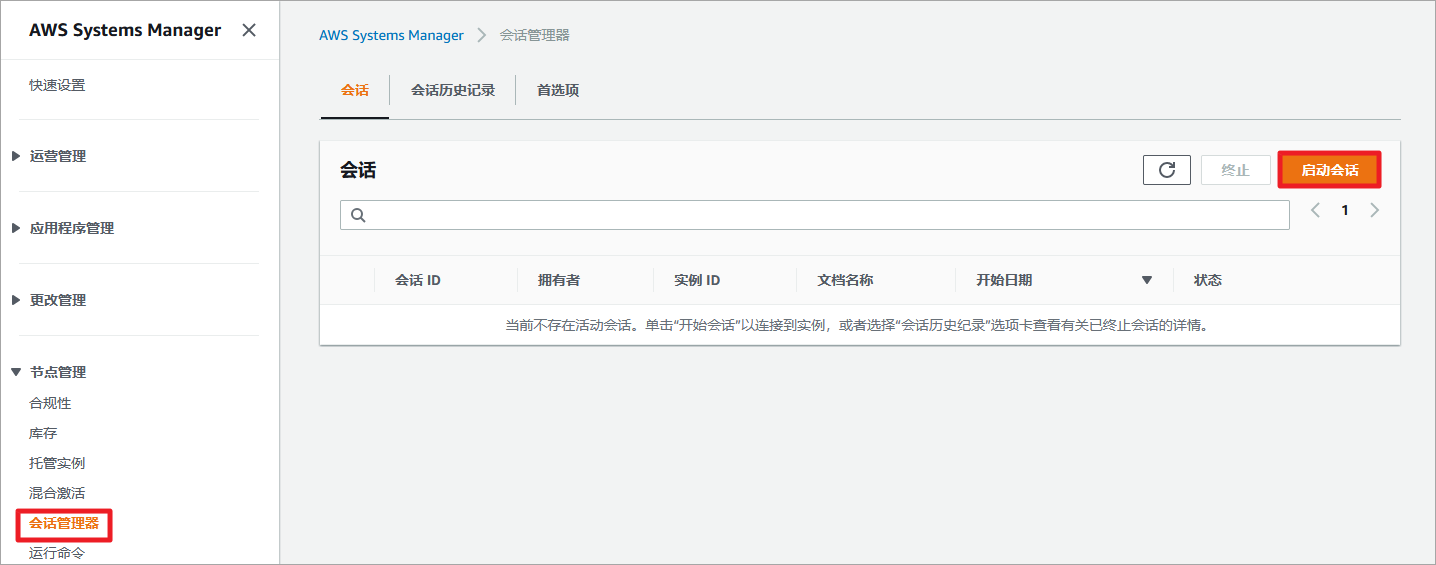 AWS Systems Manager
快速设置
运营管理
应用程序管理
更改管理
节点管理
合规性
库存
托管实例
混合激活
会话管理器
运行命令
AWS Systems Manager 会话管理器
会话 会话历史记录 首选项
会话 终止 启动会话
1
会话 ID 拥有者 实例 ID 文档名称 开始日期 状态
当前不存在活动会话。单击“开始会话”以连接到实例，或者选择“会话历史纪录”选项卡查看有关已终止会话的详情。